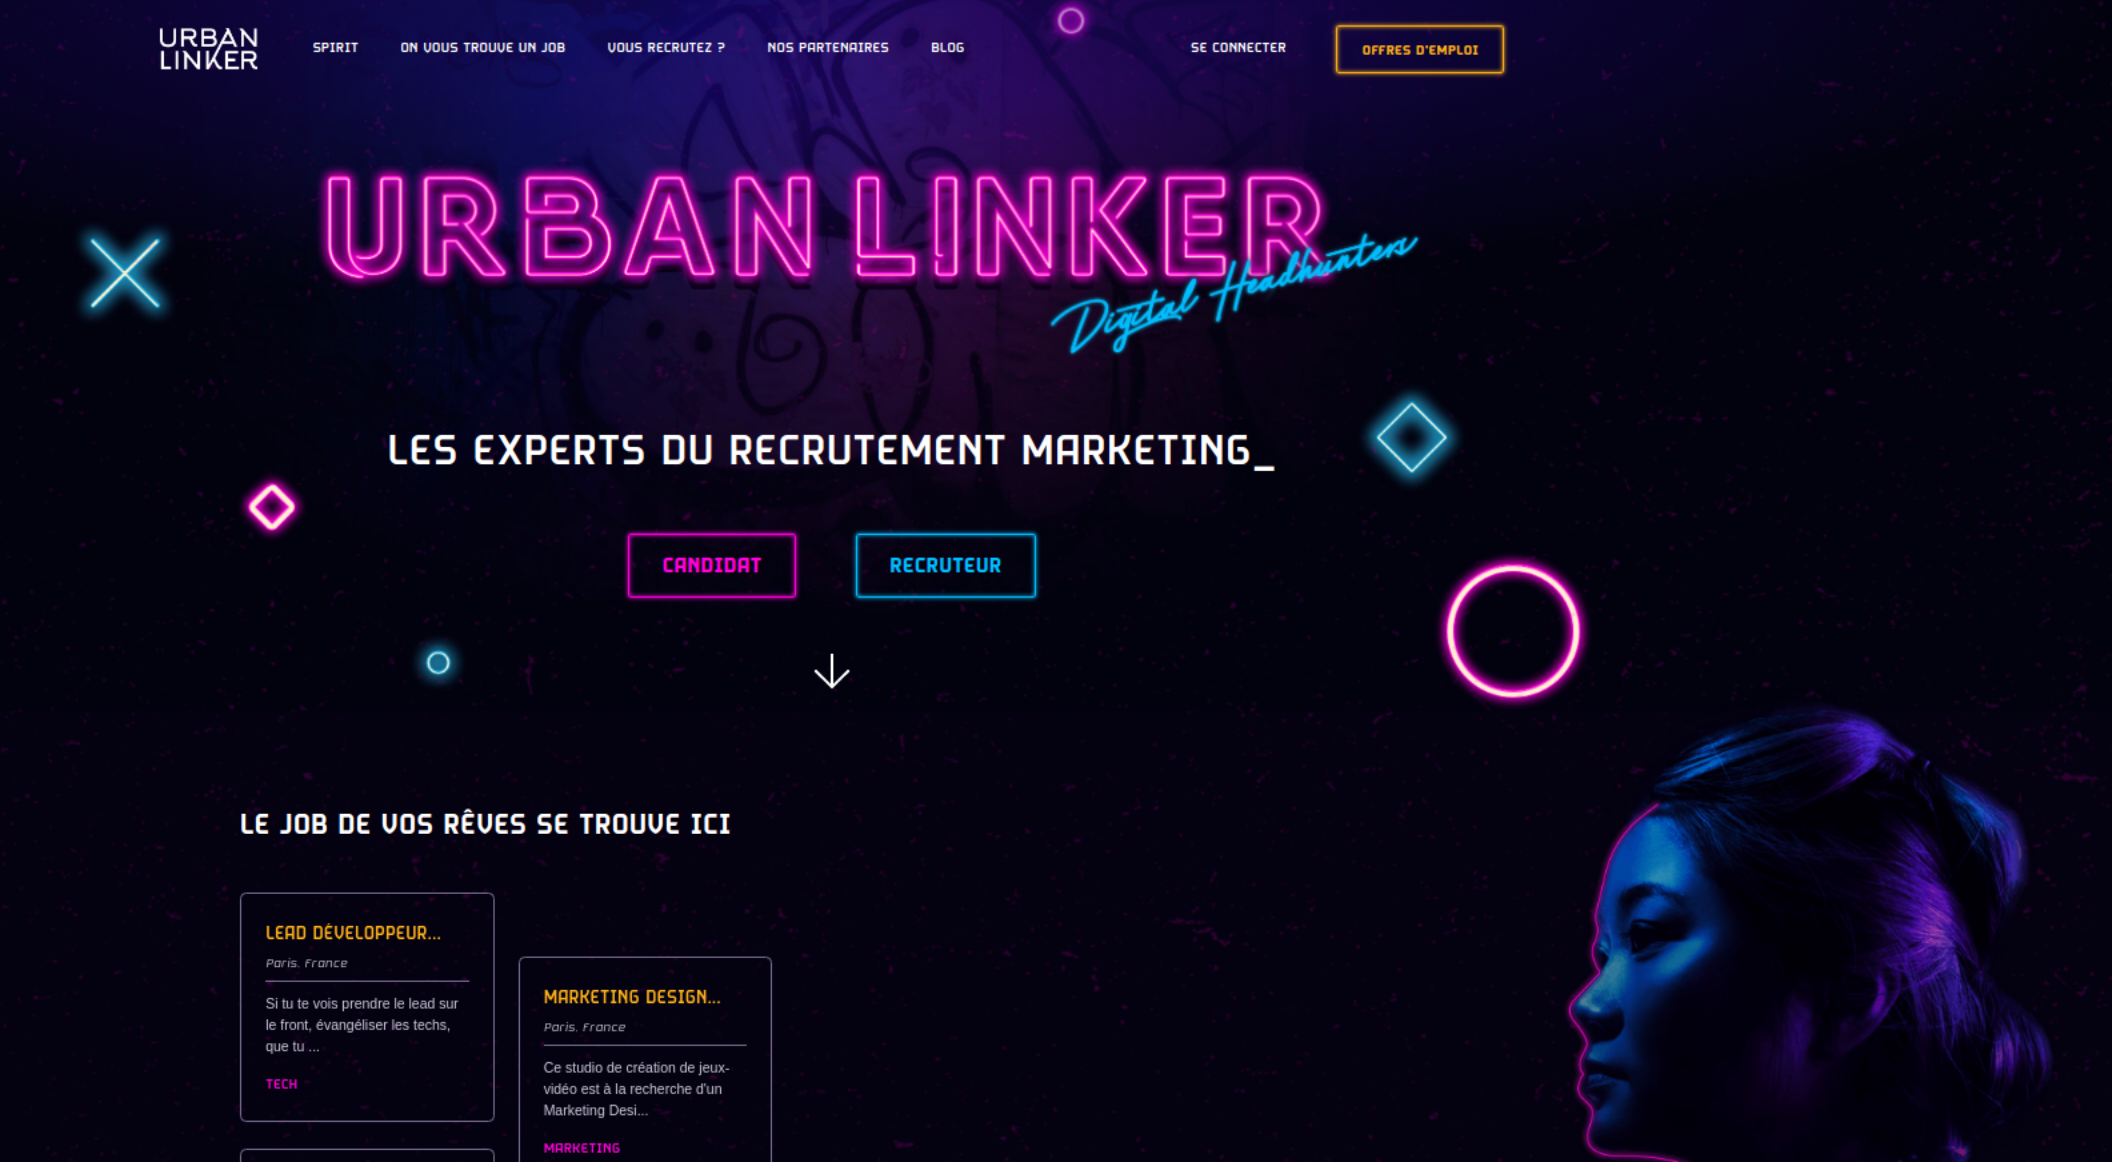 URBAN
LINKER
SPIRIT
ON VOUS TROUVE UN JOB
VOUS RECRUTEZ ?
NOS PARTENAIRES
BLOG
SE CONNECTER
OFFRES D'EMPLOI
URBAN LINKER
Digital Headhunters
LES EXPERTS DU RECRUTEMENT MARKETING_
CANDIDAT
RECRUTEUR
LE JOB DE VOS RÊVES SE TROUVE ICI
LEAD DÉVELOPPEUR...
Paris, France
Si tu te vois prendre le lead sur
le front, évangéliser les techs,
que tu ...
TECH
MARKETING DESIGN...
Paris, France
Ce studio de création de jeux-
vidéo est à la recherche d'un
Marketing Desi...
MARKETING